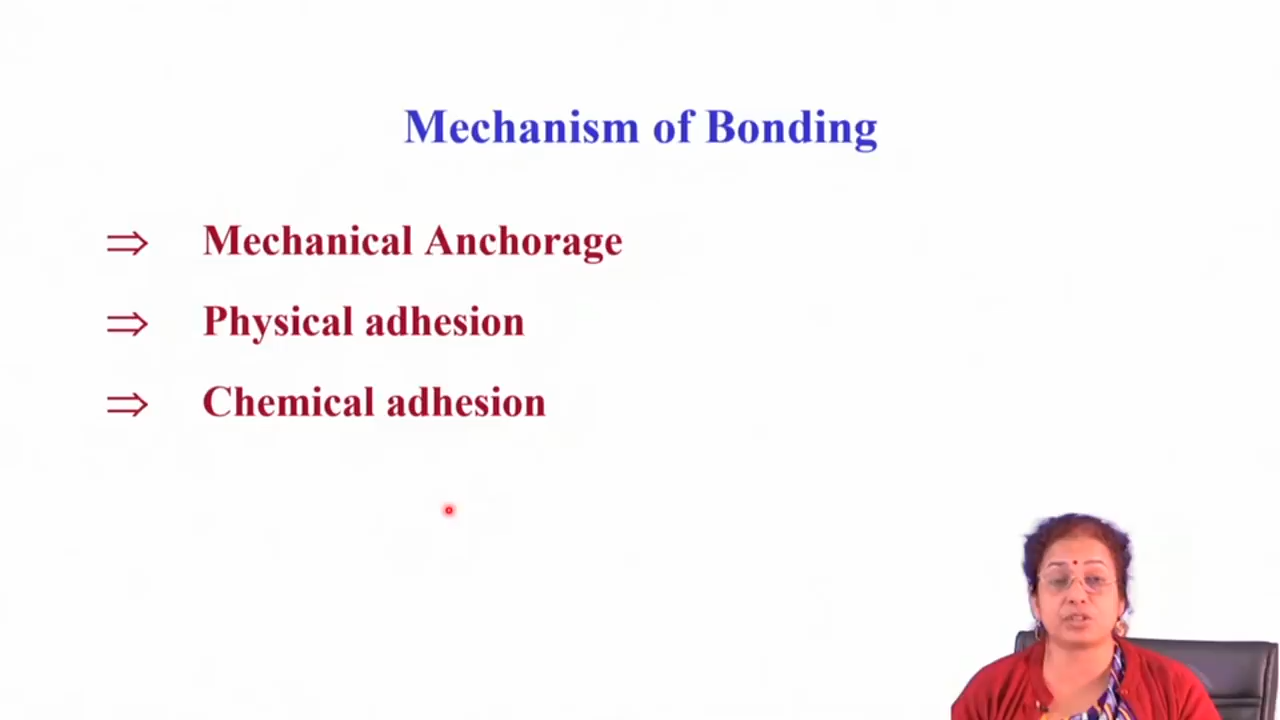 Mechanism of Bonding
⇒ Mechanical Anchorage
⇒ Physical adhesion
⇒ Chemical adhesion